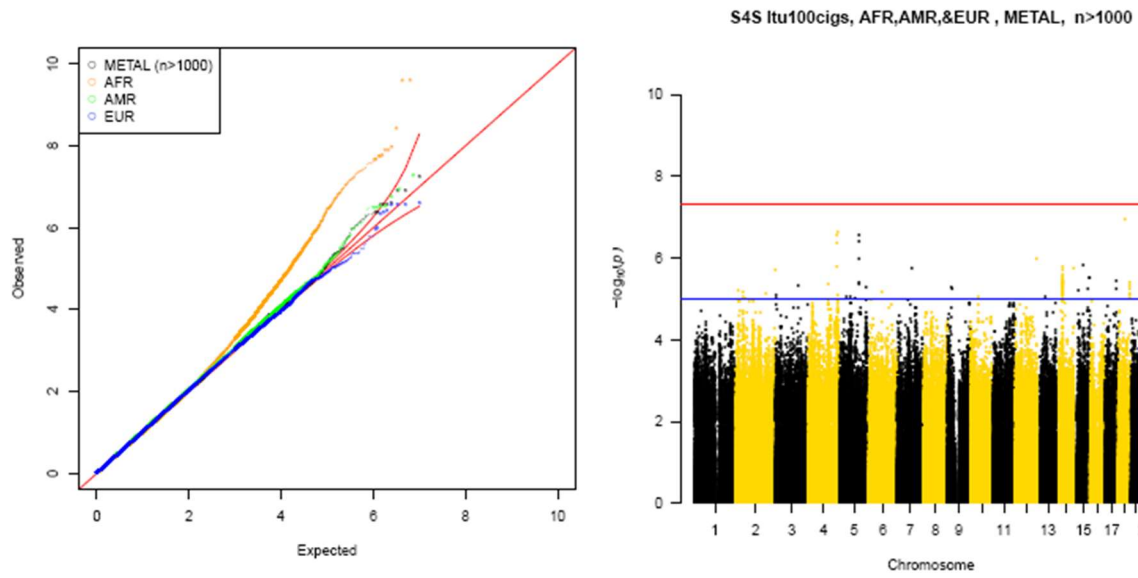 METAL (n>1000)
AFR
AMR
EUR
10
8
6
4
2
0
Observed
0 2 4 6 8 10
Expected
S4S ltu100cigs, AFR,AMR,&EUR , METAL, n>1000
10
8
6
4
2
0
−log₁₀(p)
1 2 3 4 5 6 7 8 9 11 13 15 17
Chromosome